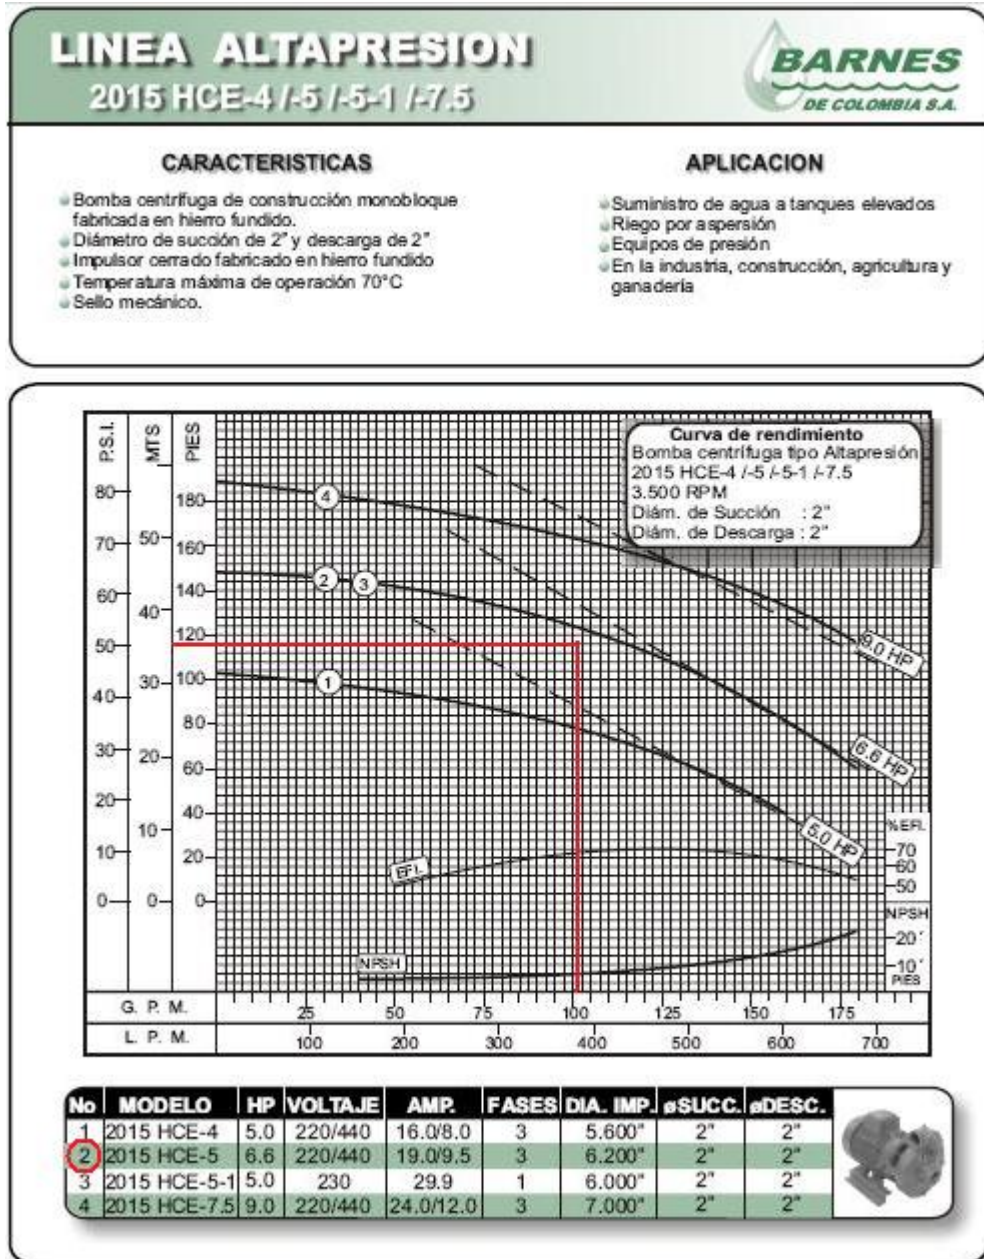 LINEA ALTAPRESION
2015 HCE-4 /-5 /-5-1 /-7.5
BARNES
DE COLOMBIA S.A.
CARACTERISTICAS
Bomba centrífuga de construcción monobloque
fabricada en hierro fundido.
Diámetro de succión de 2" y descarga de 2"
Impulsor cerrado fabricado en hierro fundido
Temperatura máxima de operación 70°C
Sello mecánico.
APLICACION
Suministro de agua a tanques elevados
Riego por aspersión
Equipos de presión
En la industria, construcción, agricultura y
ganadería
P.S.I. MTS PIES
Curva de rendimiento
Bomba centrífuga tipo Altapresión
2015 HCE-4 /-5 /-5-1 /-7.5
3.500 RPM
Diám. de Succión : 2"
Diám. de Descarga : 2"
80 70 60 50 40 30 20 10 0
50 40 30 20 10 0
180 160 140 120 100 80 60 40 20 0
4
2 3
1
9.0 HP
6.6 HP
5.0 HP
EFI.
NPSH
%EFI.
70
60
50
NPSH
20'
10'
PIES
G. P. M. 25 50 75 100 125 150 175
L. P. M. 100 200 300 400 500 600 700
No MODELO HP VOLTAJE AMP. FASES DIA. IMP. øSUCC. øDESC.
1 2015 HCE-4 5.0 220/440 16.0/8.0 3 5.600" 2" 2"
2 2015 HCE-5 6.6 220/440 19.0/9.5 3 6.200" 2" 2"
3 2015 HCE-5-1 5.0 230 29.9 1 6.000" 2" 2"
4 2015 HCE-7.5 9.0 220/440 24.0/12.0 3 7.000" 2" 2"